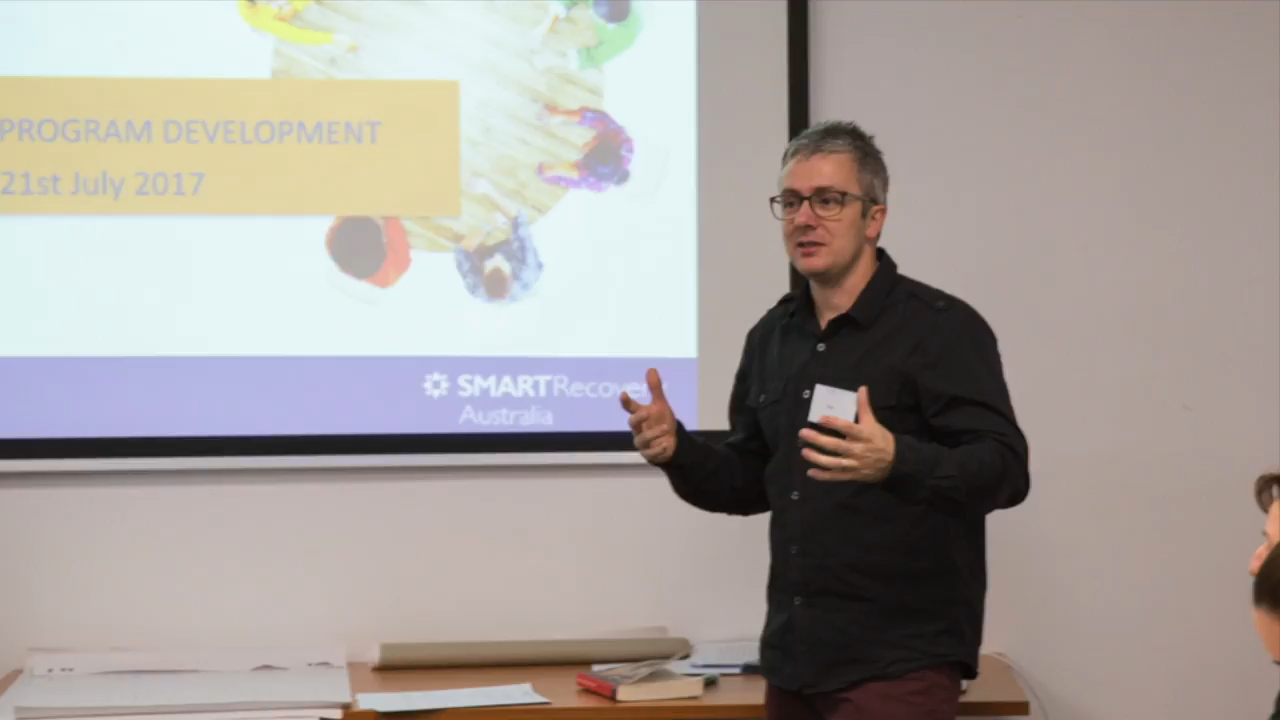 PROGRAM DEVELOPMENT
21st July 2017
SMARTRecovery
Australia